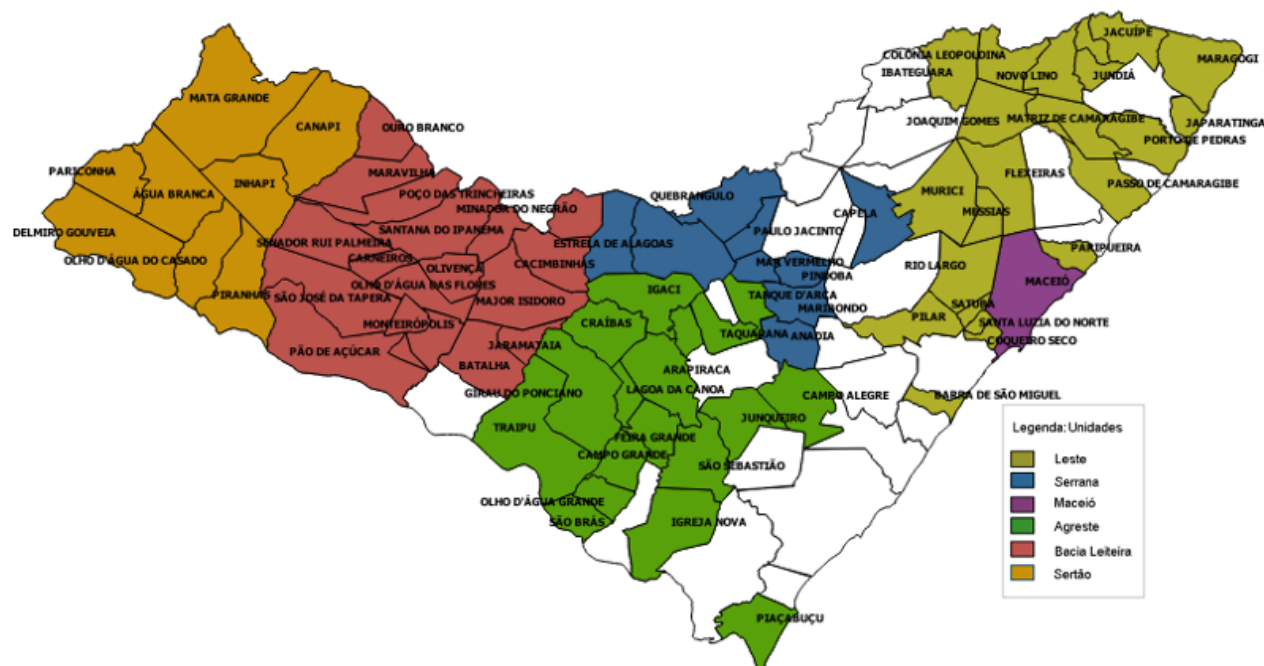 JACUÍPE
COLÔNIA LEOPOLDINA
MARAGOGI
IBATEGUARA
NOVO LINO
JUNDIÁ
MATA GRANDE
CANAPI
OURO BRANCO
JOAQUIM GOMES
MATRIZ DE CAMARAGIBE
JAPARATINGA
PORTO DE PEDRAS
PARICONHA
MARAVILHA
FLEXEIRAS
INHAPI
ÁGUA BRANCA
POÇO DAS TRINCHEIRAS
QUEBRANGULO
MURICI
PASSO DE CAMARAGIBE
MINADOR DO NEGRÃO
CAPELA
MESSIAS
DELMIRO GOUVEIA
SANTANA DO IPANEMA
PAULO JACINTO
SENADOR RUI PALMEIRA
ESTRELA DE ALAGOAS
PARIPUEIRA
OLHO D'ÁGUA DO CASADO
CARNEIROS
OLIVENÇA
CACIMBINHAS
MAR VERMELHO
RIO LARGO
PINDOBA
MACEIÓ
OLHO D'ÁGUA DAS FLORES
IGACI
PIRANHAS
SÃO JOSÉ DA TAPERA
MAJOR ISIDORO
TANQUE D'ARCA
MARIBONDO
SATUBA
PILAR
CRAÍBAS
MONTEIRÓPOLIS
TAQUARANA
ANADIA
SANTA LUZIA DO NORTE
COQUEIRO SECO
JARAMATAIA
PÃO DE AÇÚCAR
BATALHA
ARAPIRACA
GIRAU DO PONCIANO
LAGOA DA CANOA
CAMPO ALEGRE
BARRA DE SÃO MIGUEL
JUNQUEIRO
TRAIPU
FEIRA GRANDE
CAMPO GRANDE
SÃO SEBASTIÃO
OLHO D'ÁGUA GRANDE
SÃO BRÁS
IGREJA NOVA
PIAÇABUÇU
Legenda: Unidades
Leste
Serrana
Maceió
Agreste
Bacia Leiteira
Sertão